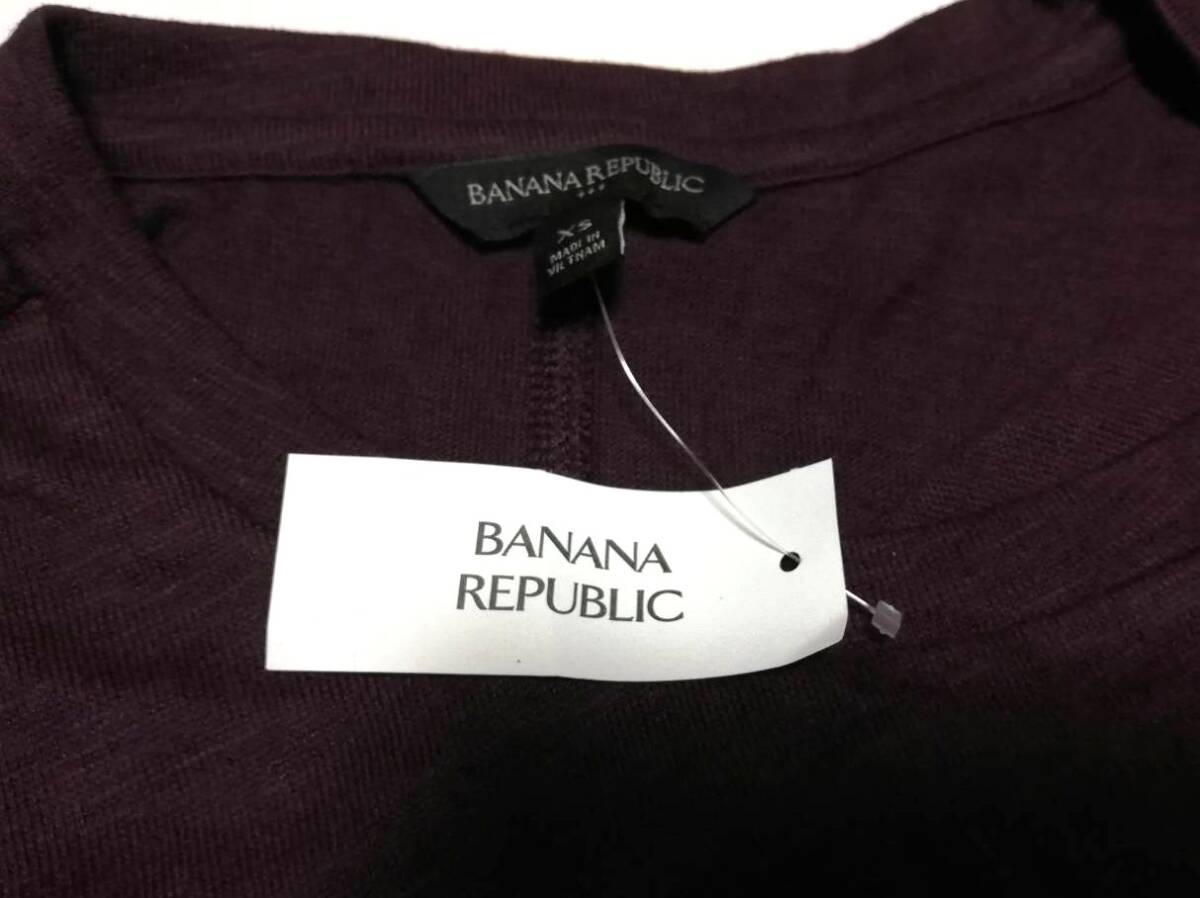 BANANA REPUBLIC
XS
MADE IN
VIETNAM
BANANA
REPUBLIC